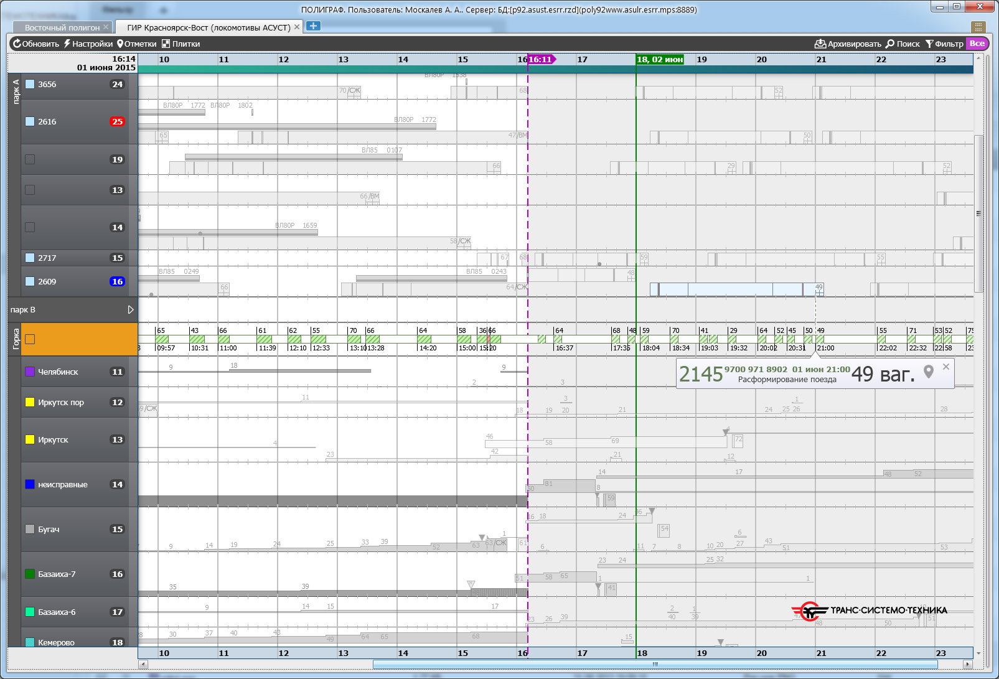 ПОЛИГРАФ. Пользователь: Москалев А. А.. Сервер: БД:[p92.asust.esrr.rzd](poly92www.asulr.esrr.mps:8889)
Восточный полигон
ГИР Красноярск-Вост (локомотивы АСУСТ)
Обновить Настройки Отметки Плитки
Архивировать Поиск Фильтр Все
16:14
01 июня 2015
10 11 12 13 14 15 16 16:11 17 18, 02 июн 19 20 21 22 23
парк А
3656 24
70/СЖ 68 52
2616 25
ВЛ80Р 1772 ВЛ80Р 1802
ВЛ80Р 1772
65 47/ВМ 50
19
ВЛ85 0107
66 29 52
13
66/ВМ
14
ВЛ80Р 1659
58/СЖ
2717 15
67 68 59 55
2609 16
ВЛ85 0249 ВЛ85 0243 48
66 64/СЖ 49
парк В
Горка
65 43 66 61 62 55 70 66 64 58 36 66 64 68 48 59 70 41 29 64 52 45 50 49 55 71 53 52
09:57 10:31 11:00 11:39 12:10 12:33 13:10 13:28 14:20 15:00 15:20 16:37 17:35 18:04 18:34 19:03 19:32 20:02 20:31 21:00 22:02 22:32 22:58
2145 9700 971 8902 01 июн 21:00 49 ваг.
Расформирование поезда
Челябинск 11
9 18 9
2 3
Иркутск пор 12
11 3 1
59/СЖ 18 19 20 21 24 25 26 28
Иркутск 13
4
46 58 69 72
4 23 42 21 12
неисправные 14
14 17 48 52
50 81 8
59
Бугач 15
16 18 24 46
54
1 6
9 14 19 24 25 33 39 52 63 63/СЖ 61 6 11 7 8 10 20 27 43 51 53
Базаиха-7 16
23 24 25 32
51 58 65 1 1
35 39 41
Базаиха-6 17
9 14 15 17 2 1
23 26 39 40 39 47 48 50 51
ТРАНС·СИСТЕМО·ТЕХНИКА
Кемерово 18
28 30 37 40 43 49 64 65 68 15
10 11 12 13 14 15 16 17 18 19 20 21 22 23